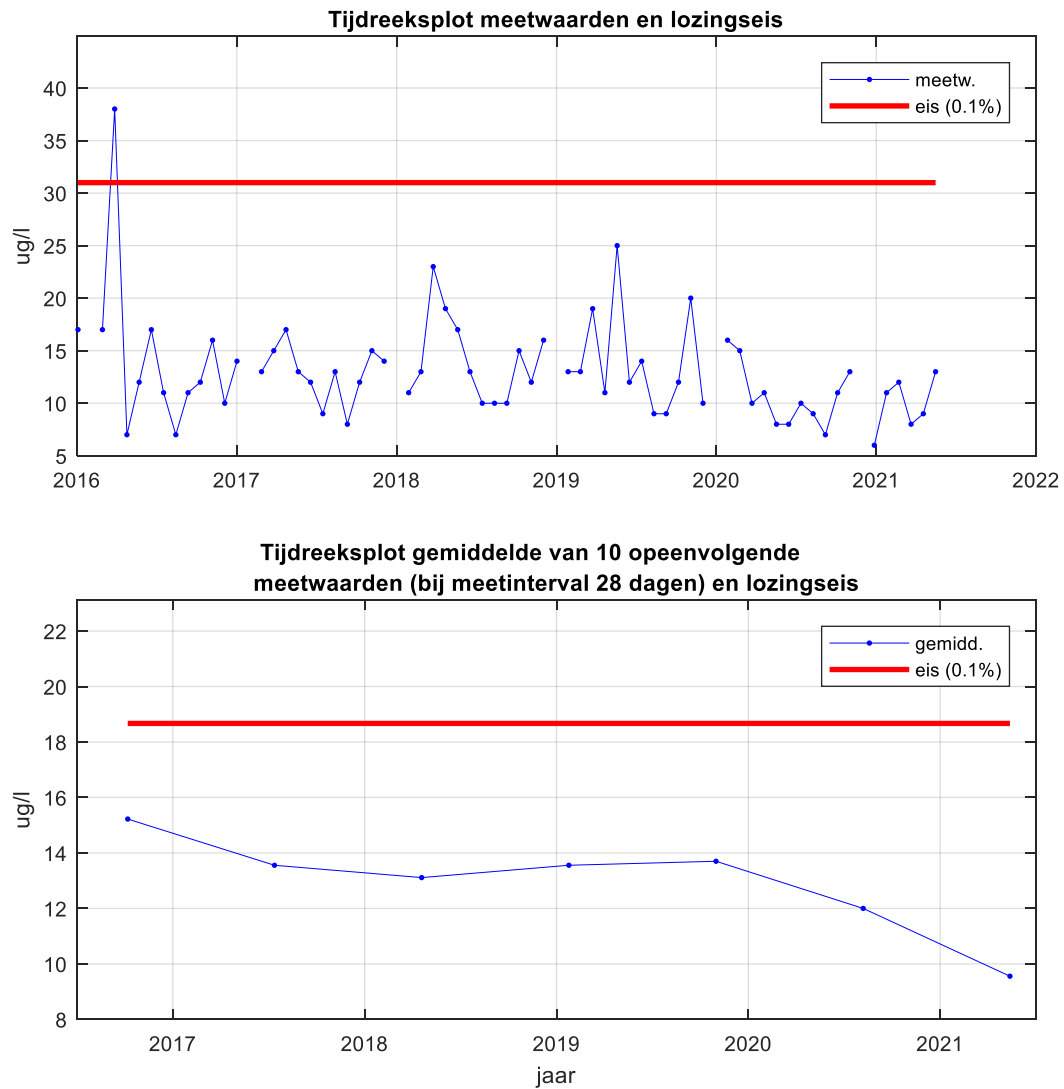 Tijdreeksplot meetwaarden en lozingseis
40
35
30
25
20
15
10
5
ug/l
meetw.
eis (0.1%)
2016 2017 2018 2019 2020 2021 2022
Tijdreeksplot gemiddelde van 10 opeenvolgende
meetwaarden (bij meetinterval 28 dagen) en lozingseis
22
20
18
16
14
12
10
8
ug/l
gemidd.
eis (0.1%)
2017 2018 2019 2020 2021
jaar